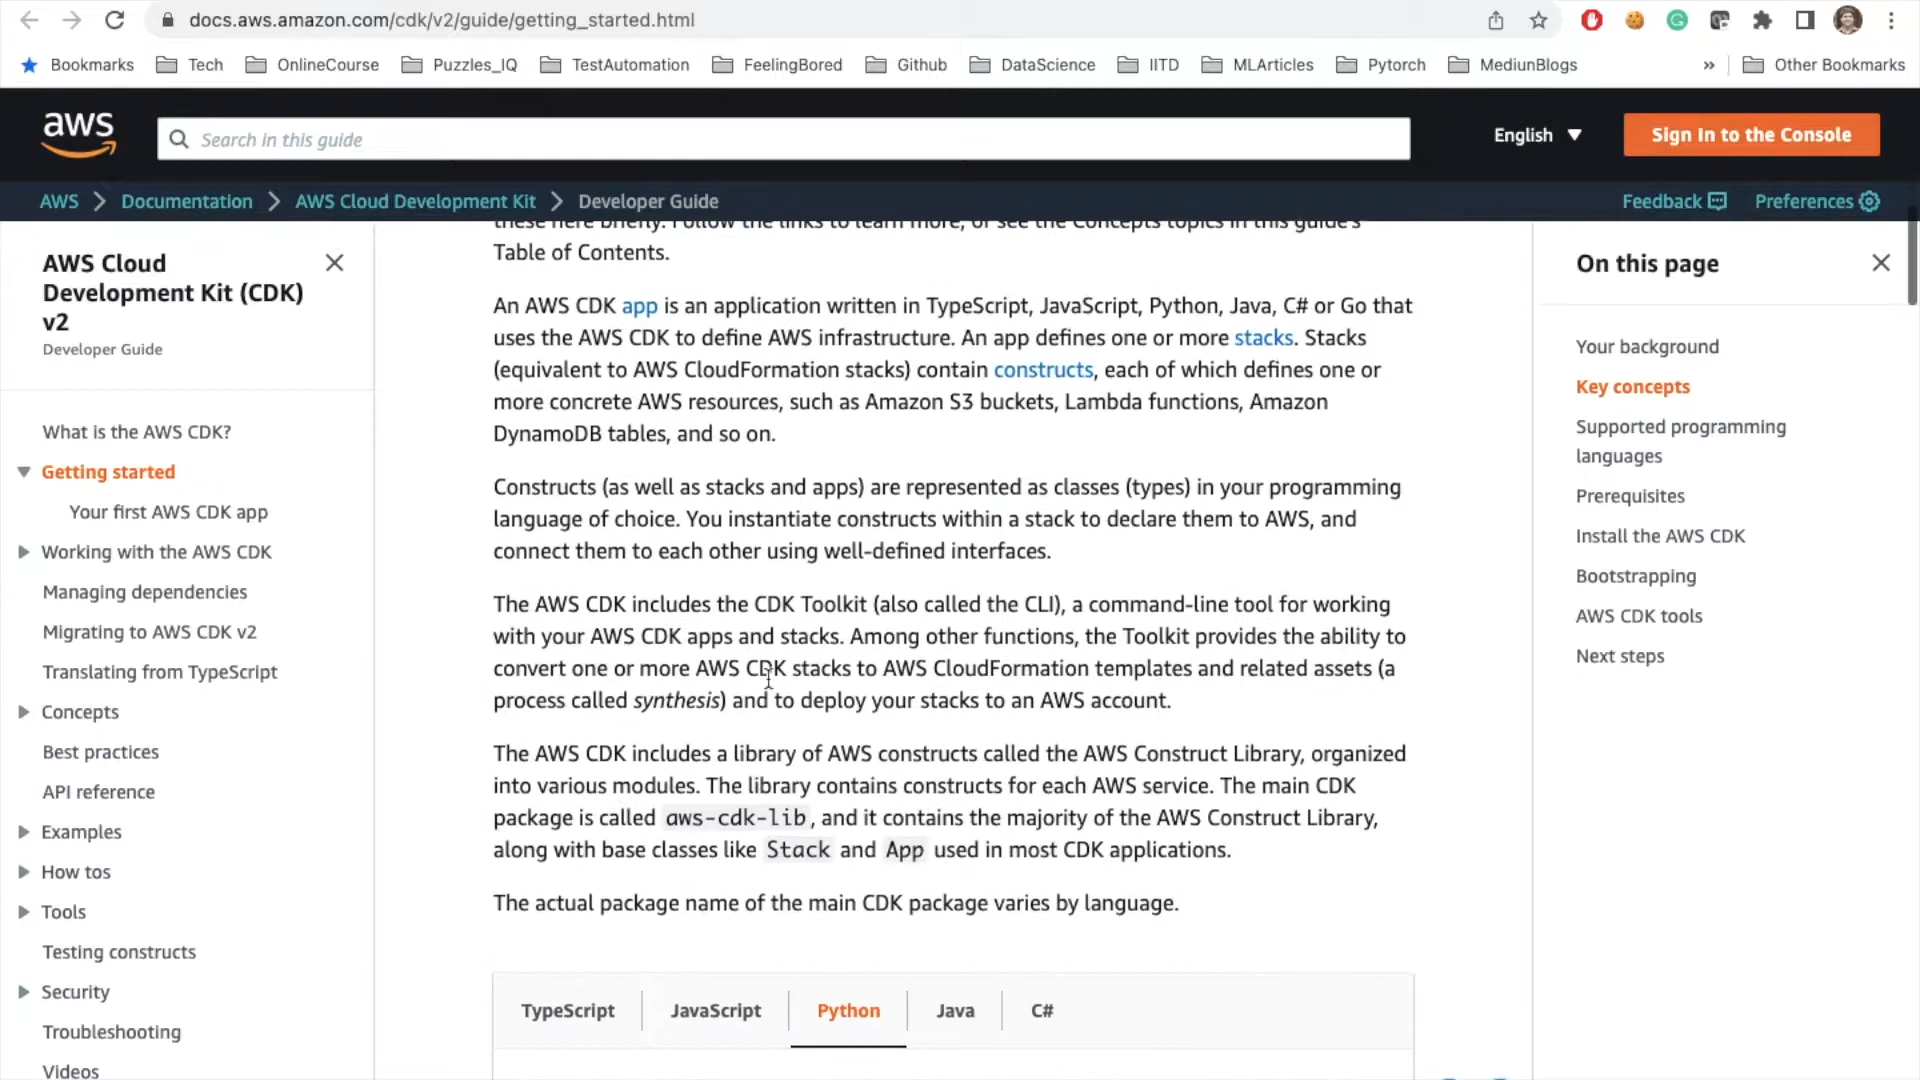 docs.aws.amazon.com/cdk/v2/guide/getting_started.html
Bookmarks Tech OnlineCourse Puzzles_IQ TestAutomation FeelingBored Github DataScience IITD MLArticles Pytorch MediunBlogs » Other Bookmarks
aws
Search in this guide
English
Sign In to the Console
AWS > Documentation > AWS Cloud Development Kit > Developer Guide
Feedback
Preferences
AWS Cloud
Development Kit (CDK)
v2
Developer Guide
What is the AWS CDK?
Getting started
Your first AWS CDK app
Working with the AWS CDK
Managing dependencies
Migrating to AWS CDK v2
Translating from TypeScript
Concepts
Best practices
API reference
Examples
How tos
Tools
Testing constructs
Security
Troubleshooting
Videos
these here briefly. Follow the links to learn more, or see the Concepts topics in this guide's
Table of Contents.
An AWS CDK app is an application written in TypeScript, JavaScript, Python, Java, C# or Go that
uses the AWS CDK to define AWS infrastructure. An app defines one or more stacks. Stacks
(equivalent to AWS CloudFormation stacks) contain constructs, each of which defines one or
more concrete AWS resources, such as Amazon S3 buckets, Lambda functions, Amazon
DynamoDB tables, and so on.
Constructs (as well as stacks and apps) are represented as classes (types) in your programming
language of choice. You instantiate constructs within a stack to declare them to AWS, and
connect them to each other using well-defined interfaces.
The AWS CDK includes the CDK Toolkit (also called the CLI), a command-line tool for working
with your AWS CDK apps and stacks. Among other functions, the Toolkit provides the ability to
convert one or more AWS CDK stacks to AWS CloudFormation templates and related assets (a
process called synthesis) and to deploy your stacks to an AWS account.
The AWS CDK includes a library of AWS constructs called the AWS Construct Library, organized
into various modules. The library contains constructs for each AWS service. The main CDK
package is called aws-cdk-lib, and it contains the majority of the AWS Construct Library,
along with base classes like Stack and App used in most CDK applications.
The actual package name of the main CDK package varies by language.
TypeScript JavaScript Python Java C#
On this page
Your background
Key concepts
Supported programming
languages
Prerequisites
Install the AWS CDK
Bootstrapping
AWS CDK tools
Next steps